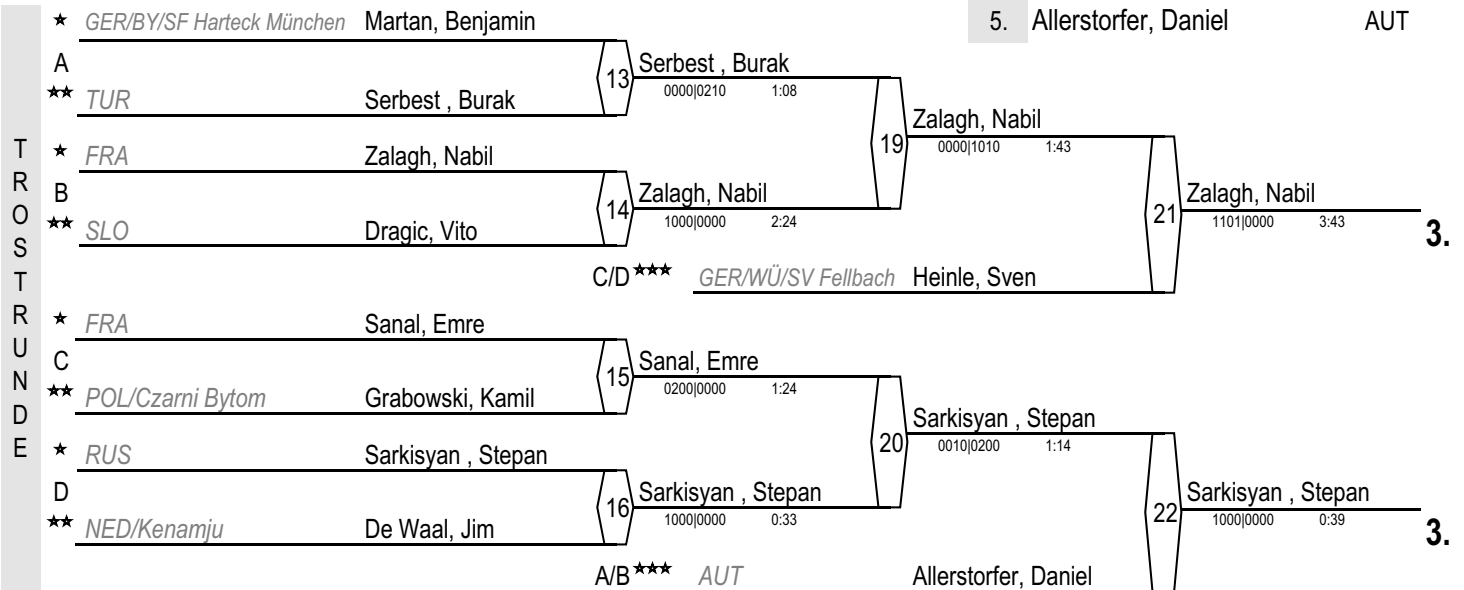 TROSTRUNDE
5. Allerstorfer, Daniel AUT
★ GER/BY/SF Harteck München Martan, Benjamin
A
13 Serbest , Burak
0000|0210 1:08
★★ TUR Serbest , Burak
19 Zalagh, Nabil
0000|1010 1:43
★ FRA Zalagh, Nabil
B
14 Zalagh, Nabil
1000|0000 2:24
21 Zalagh, Nabil
1101|0000 3:43
3.
★★ SLO Dragic, Vito
C/D ★★★ GER/WÜ/SV Fellbach Heinle, Sven
★ FRA Sanal, Emre
C
15 Sanal, Emre
0200|0000 1:24
★★ POL/Czarni Bytom Grabowski, Kamil
20 Sarkisyan , Stepan
0010|0200 1:14
★ RUS Sarkisyan , Stepan
D
16 Sarkisyan , Stepan
1000|0000 0:33
22 Sarkisyan , Stepan
1000|0000 0:39
3.
★★ NED/Kenamju De Waal, Jim
A/B ★★★ AUT Allerstorfer, Daniel